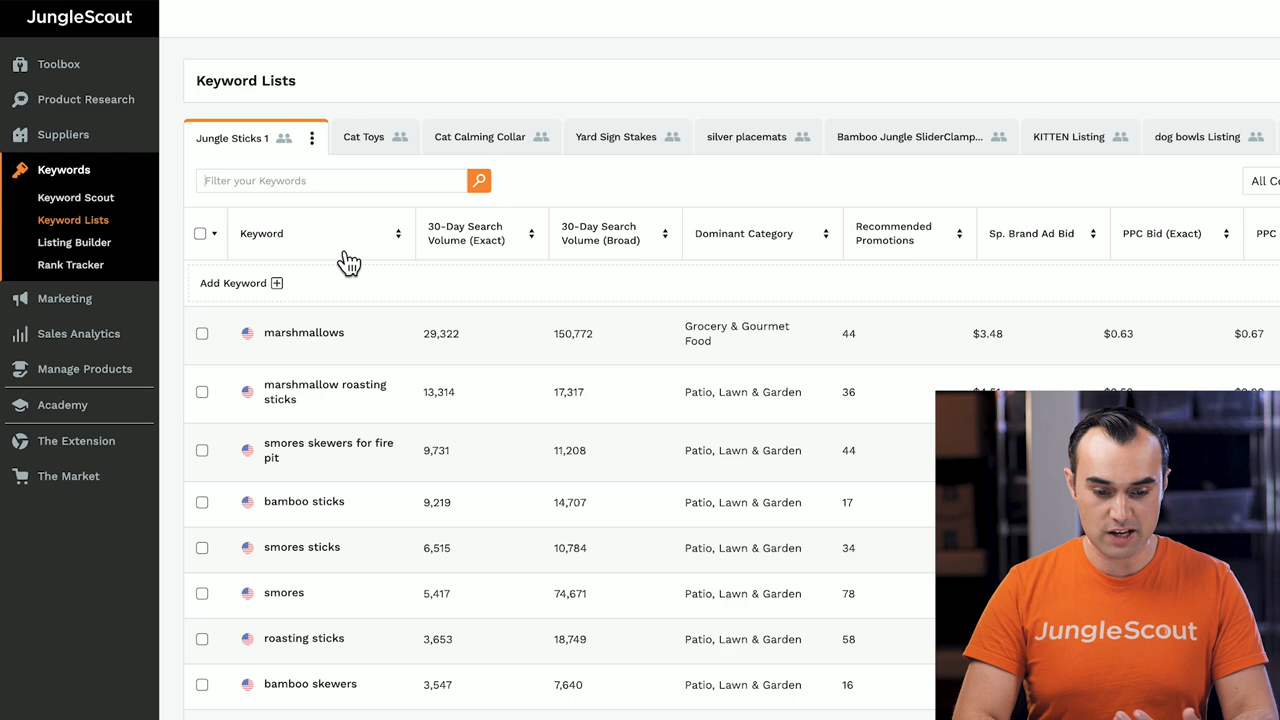 JungleScout
Toolbox
Product Research
Suppliers
Keywords
Keyword Scout
Keyword Lists
Listing Builder
Rank Tracker
Marketing
Sales Analytics
Manage Products
Academy
The Extension
The Market
Keyword Lists
Jungle Sticks 1 Cat Toys Cat Calming Collar Yard Sign Stakes silver placemats Bamboo Jungle SliderClamp... KITTEN Listing dog bowls Listing
Filter your Keywords
All Co
Keyword 30-Day Search Volume (Exact) 30-Day Search Volume (Broad) Dominant Category Recommended Promotions Sp. Brand Ad Bid PPC Bid (Exact) PPC
Add Keyword
marshmallows 29,322 150,772 Grocery & Gourmet Food 44 $3.48 $0.63 $0.67
marshmallow roasting sticks 13,314 17,317 Patio, Lawn & Garden 36
smores skewers for fire pit 9,731 11,208 Patio, Lawn & Garden 44
bamboo sticks 9,219 14,707 Patio, Lawn & Garden 17
smores sticks 6,515 10,784 Patio, Lawn & Garden 34
smores 5,417 74,671 Patio, Lawn & Garden 78
roasting sticks 3,653 18,749 Patio, Lawn & Garden 58
bamboo skewers 3,547 7,640 Patio, Lawn & Garden 16
JungleScout